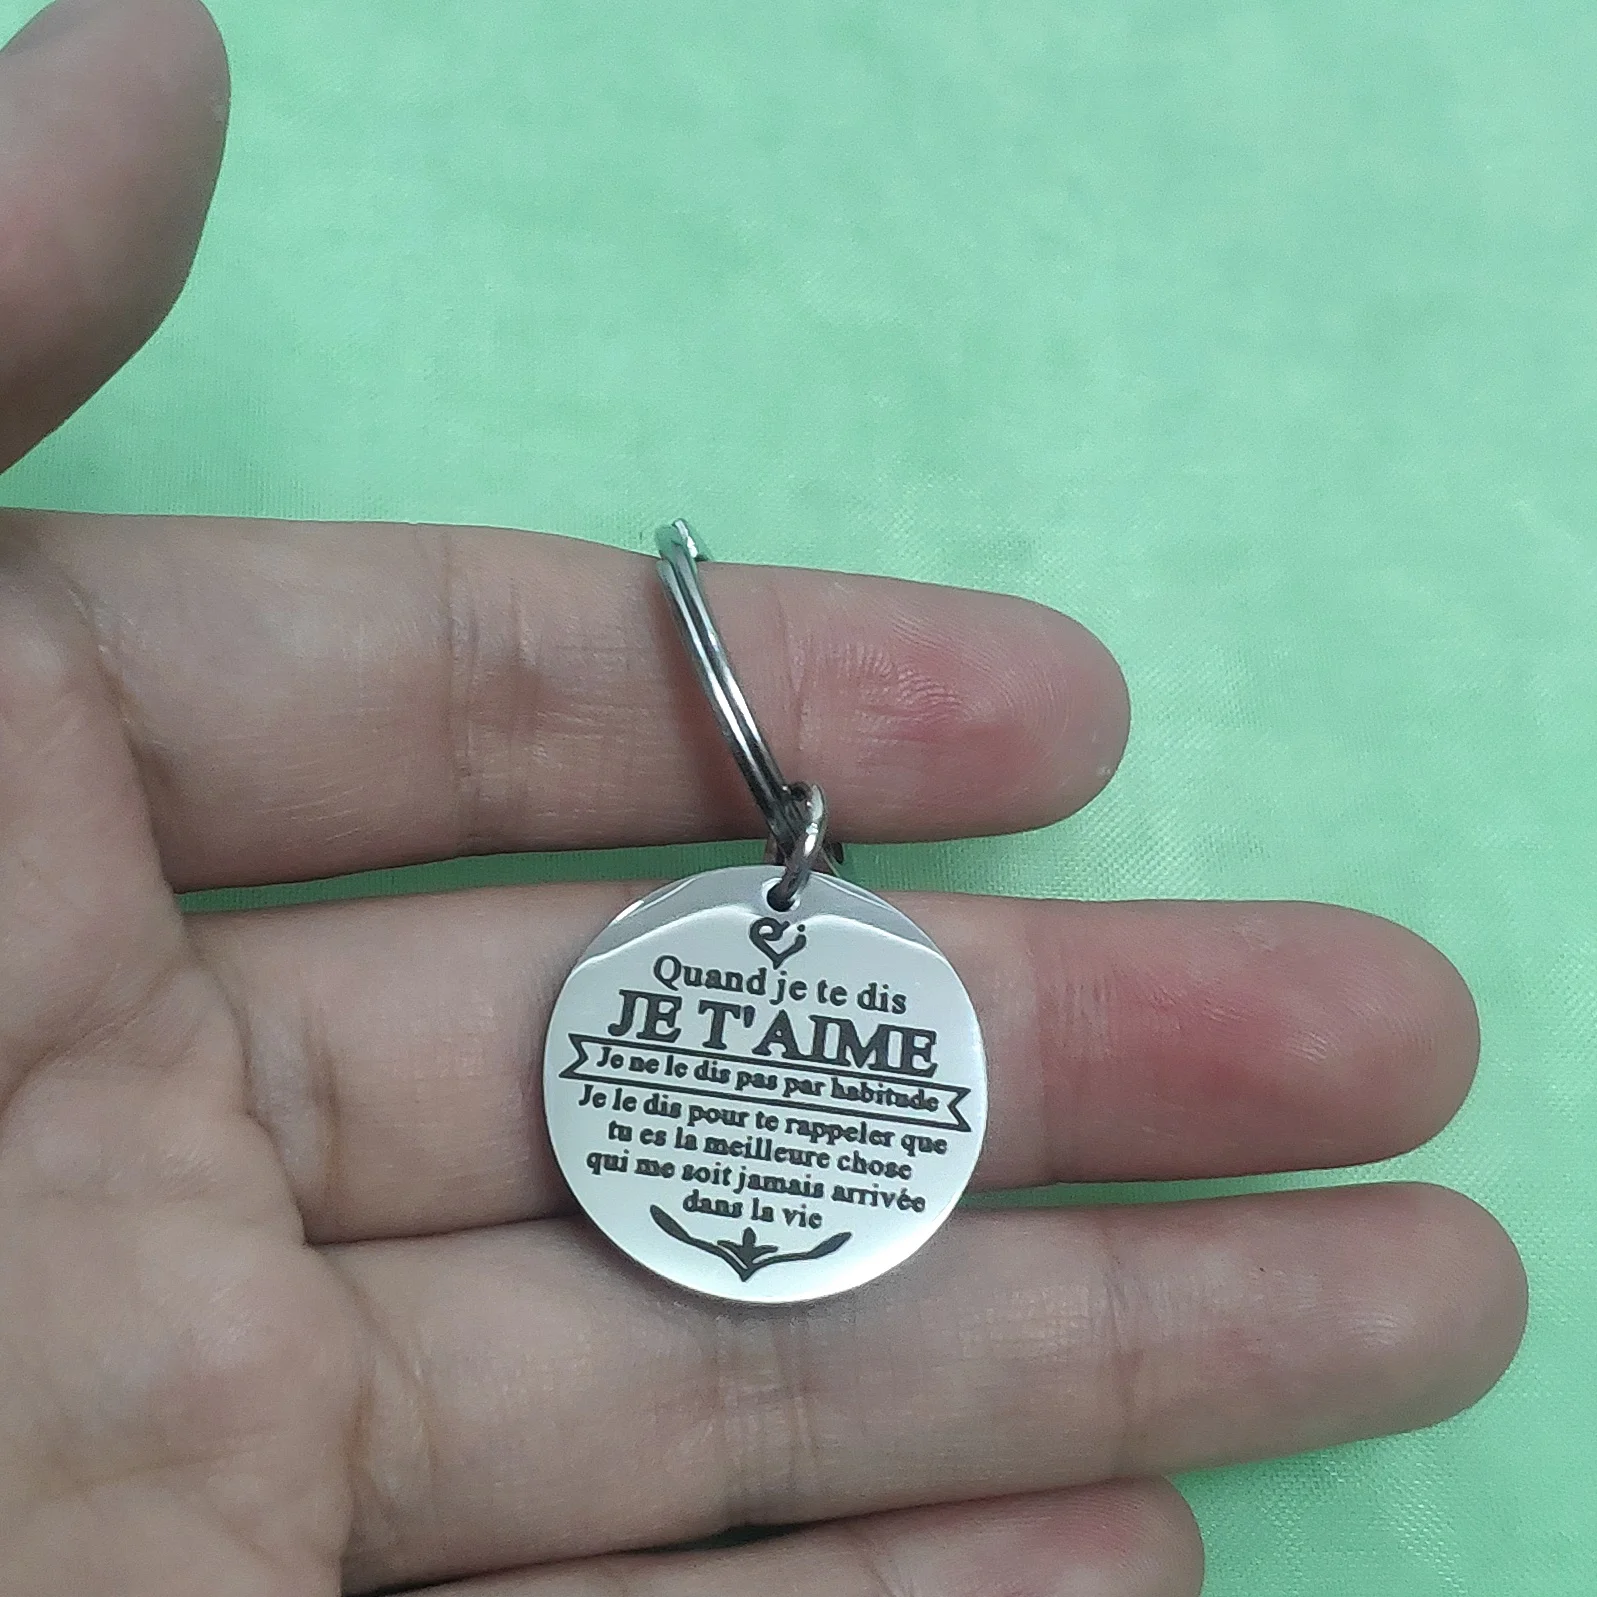 Quand je te dis
JE T'AIME
Je ne le dis pas par habitude
Je le dis pour te rappeler que
tu es la meilleure chose
qui me soit jamais arrivée
dans la vie